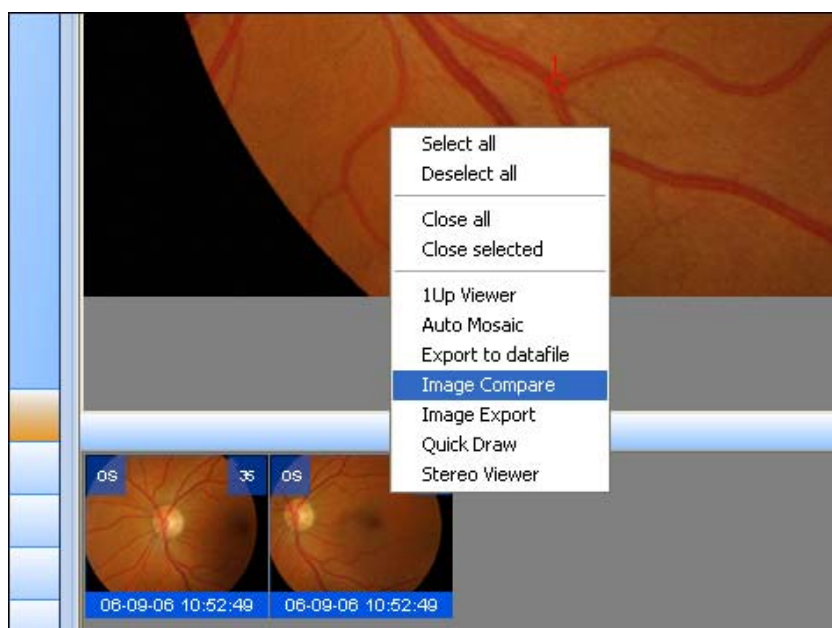 Select all
Deselect all
Close all
Close selected
1Up Viewer
Auto Mosaic
Export to datafile
Image Compare
Image Export
Quick Draw
Stereo Viewer
OS 35 OS
06-09-06 10:52:49 06-09-06 10:52:49